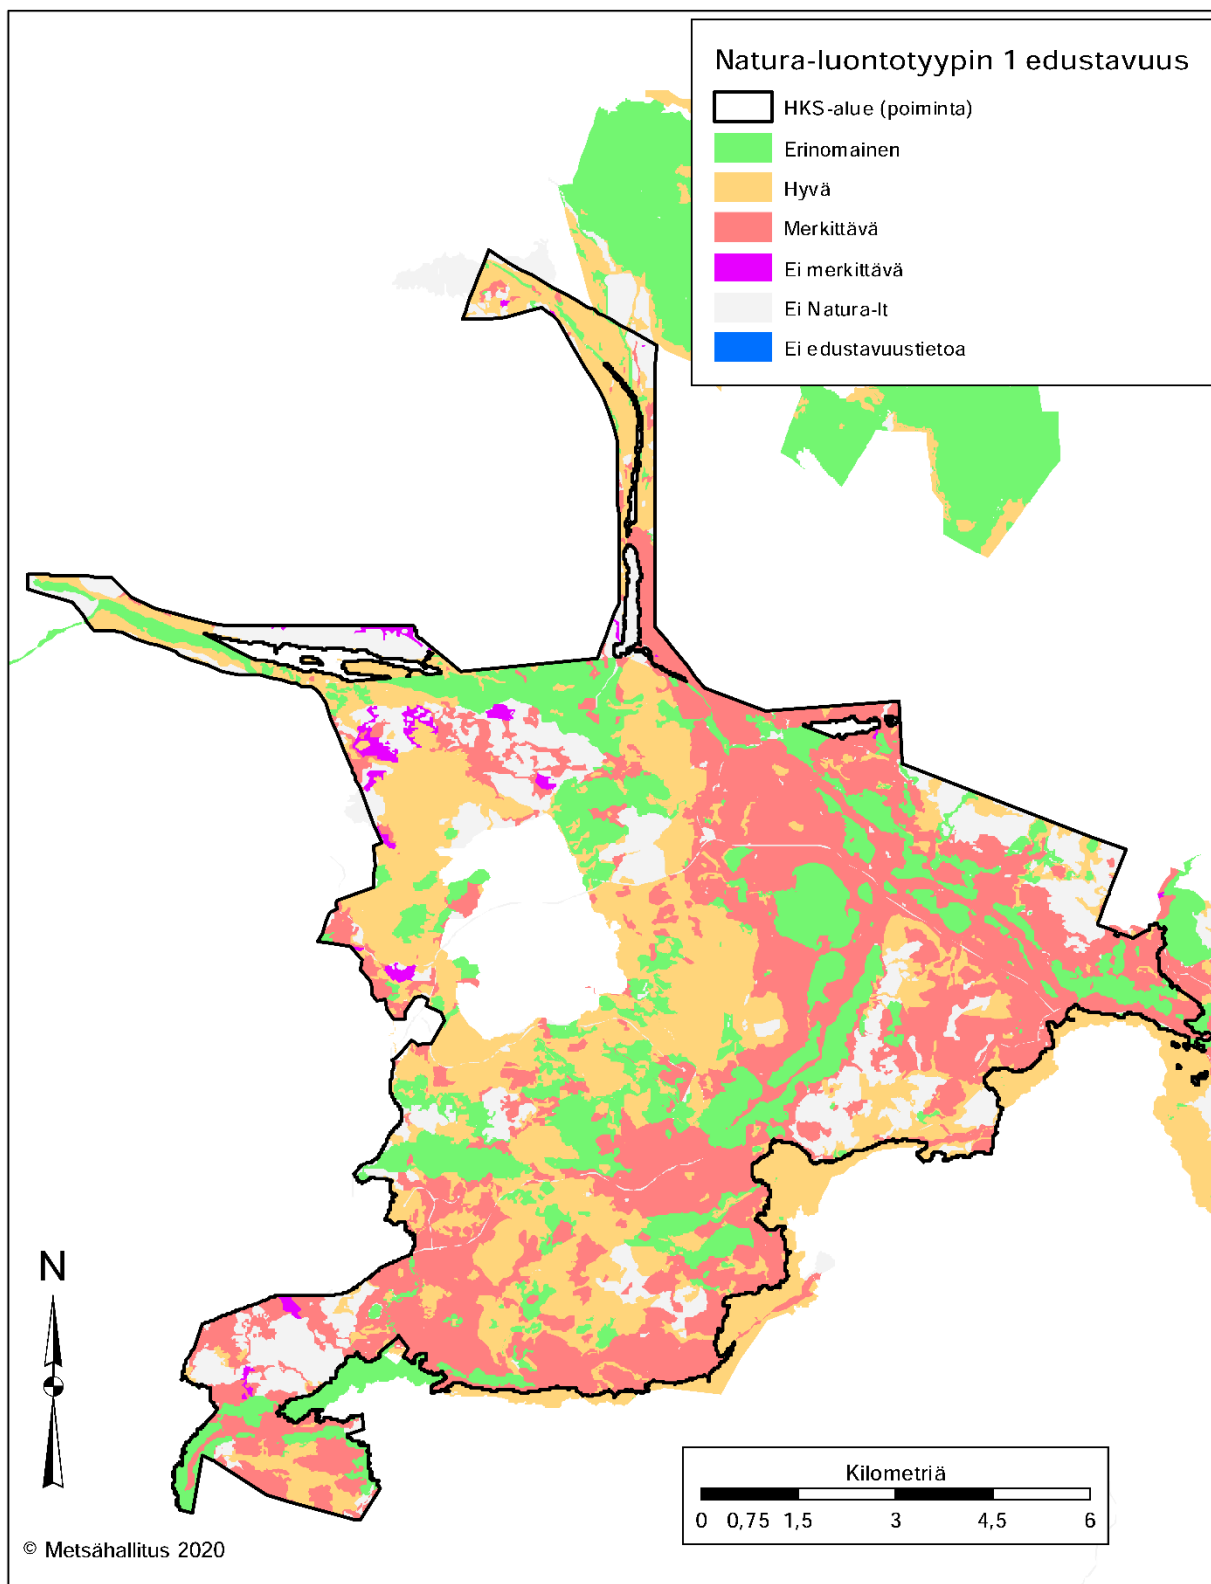 Natura-luontotyypin 1 edustavuus
HKS-alue (poiminta)
Erinomainen
Hyvä
Merkittävä
Ei merkittävä
Ei Natura-lt
Ei edustavuustietoa
N
Kilometriä
0 0,75 1,5 3 4,5 6
© Metsähallitus 2020